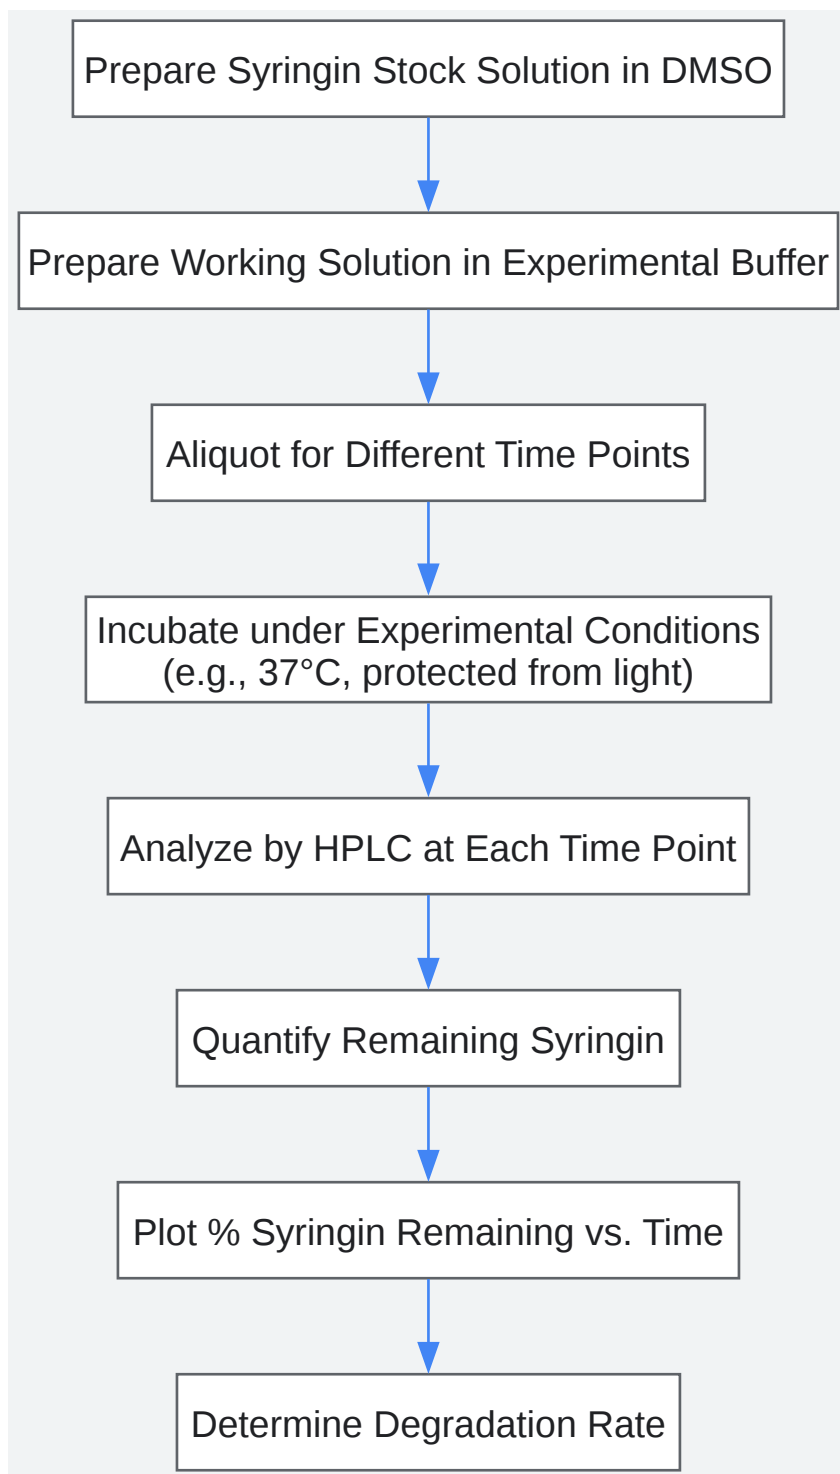 Prepare Syringin Stock Solution in DMSO
Prepare Working Solution in Experimental Buffer
Aliquot for Different Time Points
Incubate under Experimental Conditions
(e.g., 37°C, protected from light)
Analyze by HPLC at Each Time Point
Quantify Remaining Syringin
Plot % Syringin Remaining vs. Time
Determine Degradation Rate